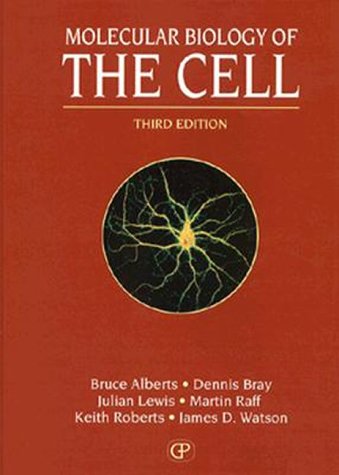 MOLECULAR BIOLOGY OF
THE CELL
THIRD EDITION
Bruce Alberts • Dennis Bray
Julian Lewis • Martin Raff
Keith Roberts • James D. Watson
GP